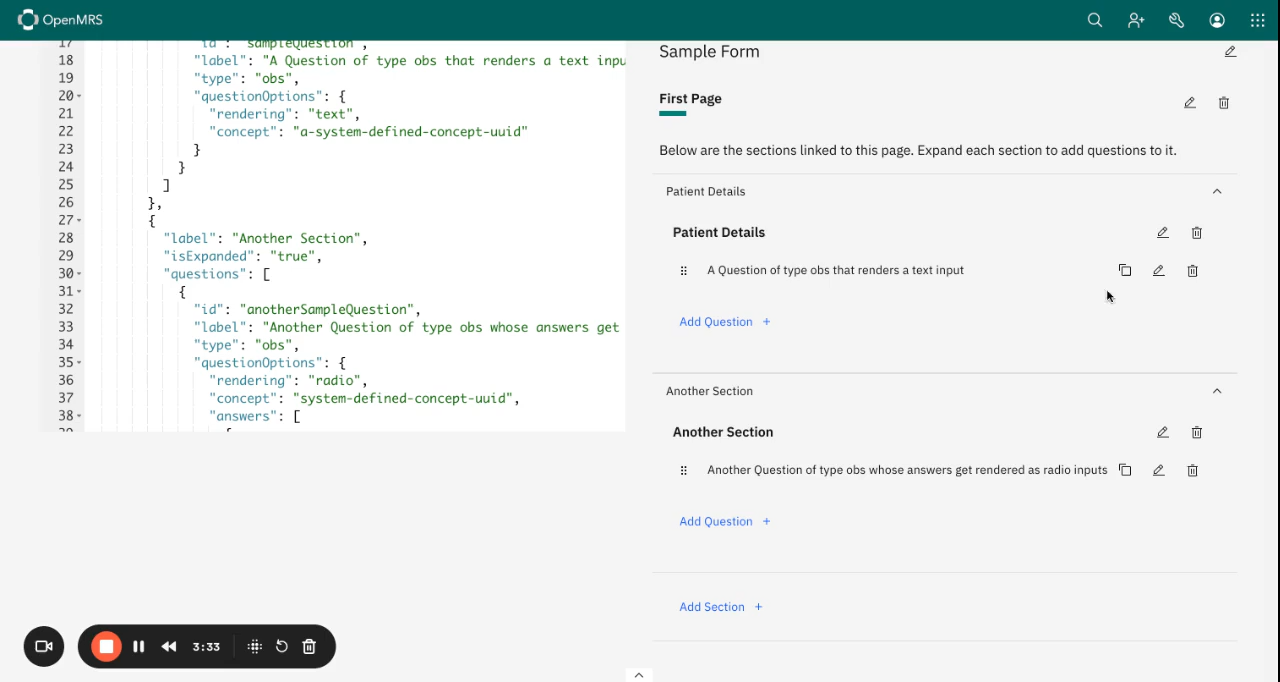 OpenMRS
17 "id": "sampleQuestion",
18 "label": "A Question of type obs that renders a text inpu
19 "type": "obs",
20 "questionOptions": {
21 "rendering": "text",
22 "concept": "a-system-defined-concept-uuid"
23 }
24 }
25 ]
26 },
27 {
28 "label": "Another Section",
29 "isExpanded": "true",
30 "questions": [
31 {
32 "id": "anotherSampleQuestion",
33 "label": "Another Question of type obs whose answers get
34 "type": "obs",
35 "questionOptions": {
36 "rendering": "radio",
37 "concept": "system-defined-concept-uuid",
38 "answers": [
39 {
Sample Form
First Page
Below are the sections linked to this page. Expand each section to add questions to it.
Patient Details
Patient Details
A Question of type obs that renders a text input
Add Question +
Another Section
Another Section
Another Question of type obs whose answers get rendered as radio inputs
Add Question +
Add Section +
3:33